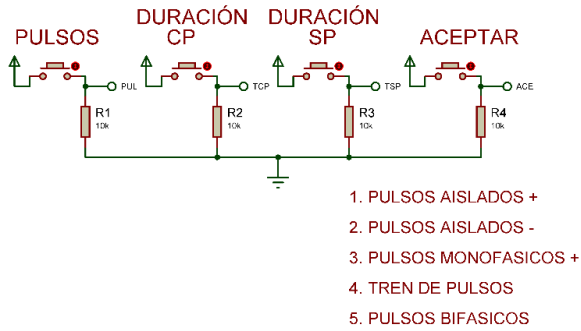 PULSOS
DURACIÓN
CP
DURACIÓN
SP
ACEPTAR
PUL
TCP
TSP
ACE
R1
10k
R2
10k
R3
10k
R4
10k
1. PULSOS AISLADOS +
2. PULSOS AISLADOS -
3. PULSOS MONOFASICOS +
4. TREN DE PULSOS
5. PULSOS BIFASICOS